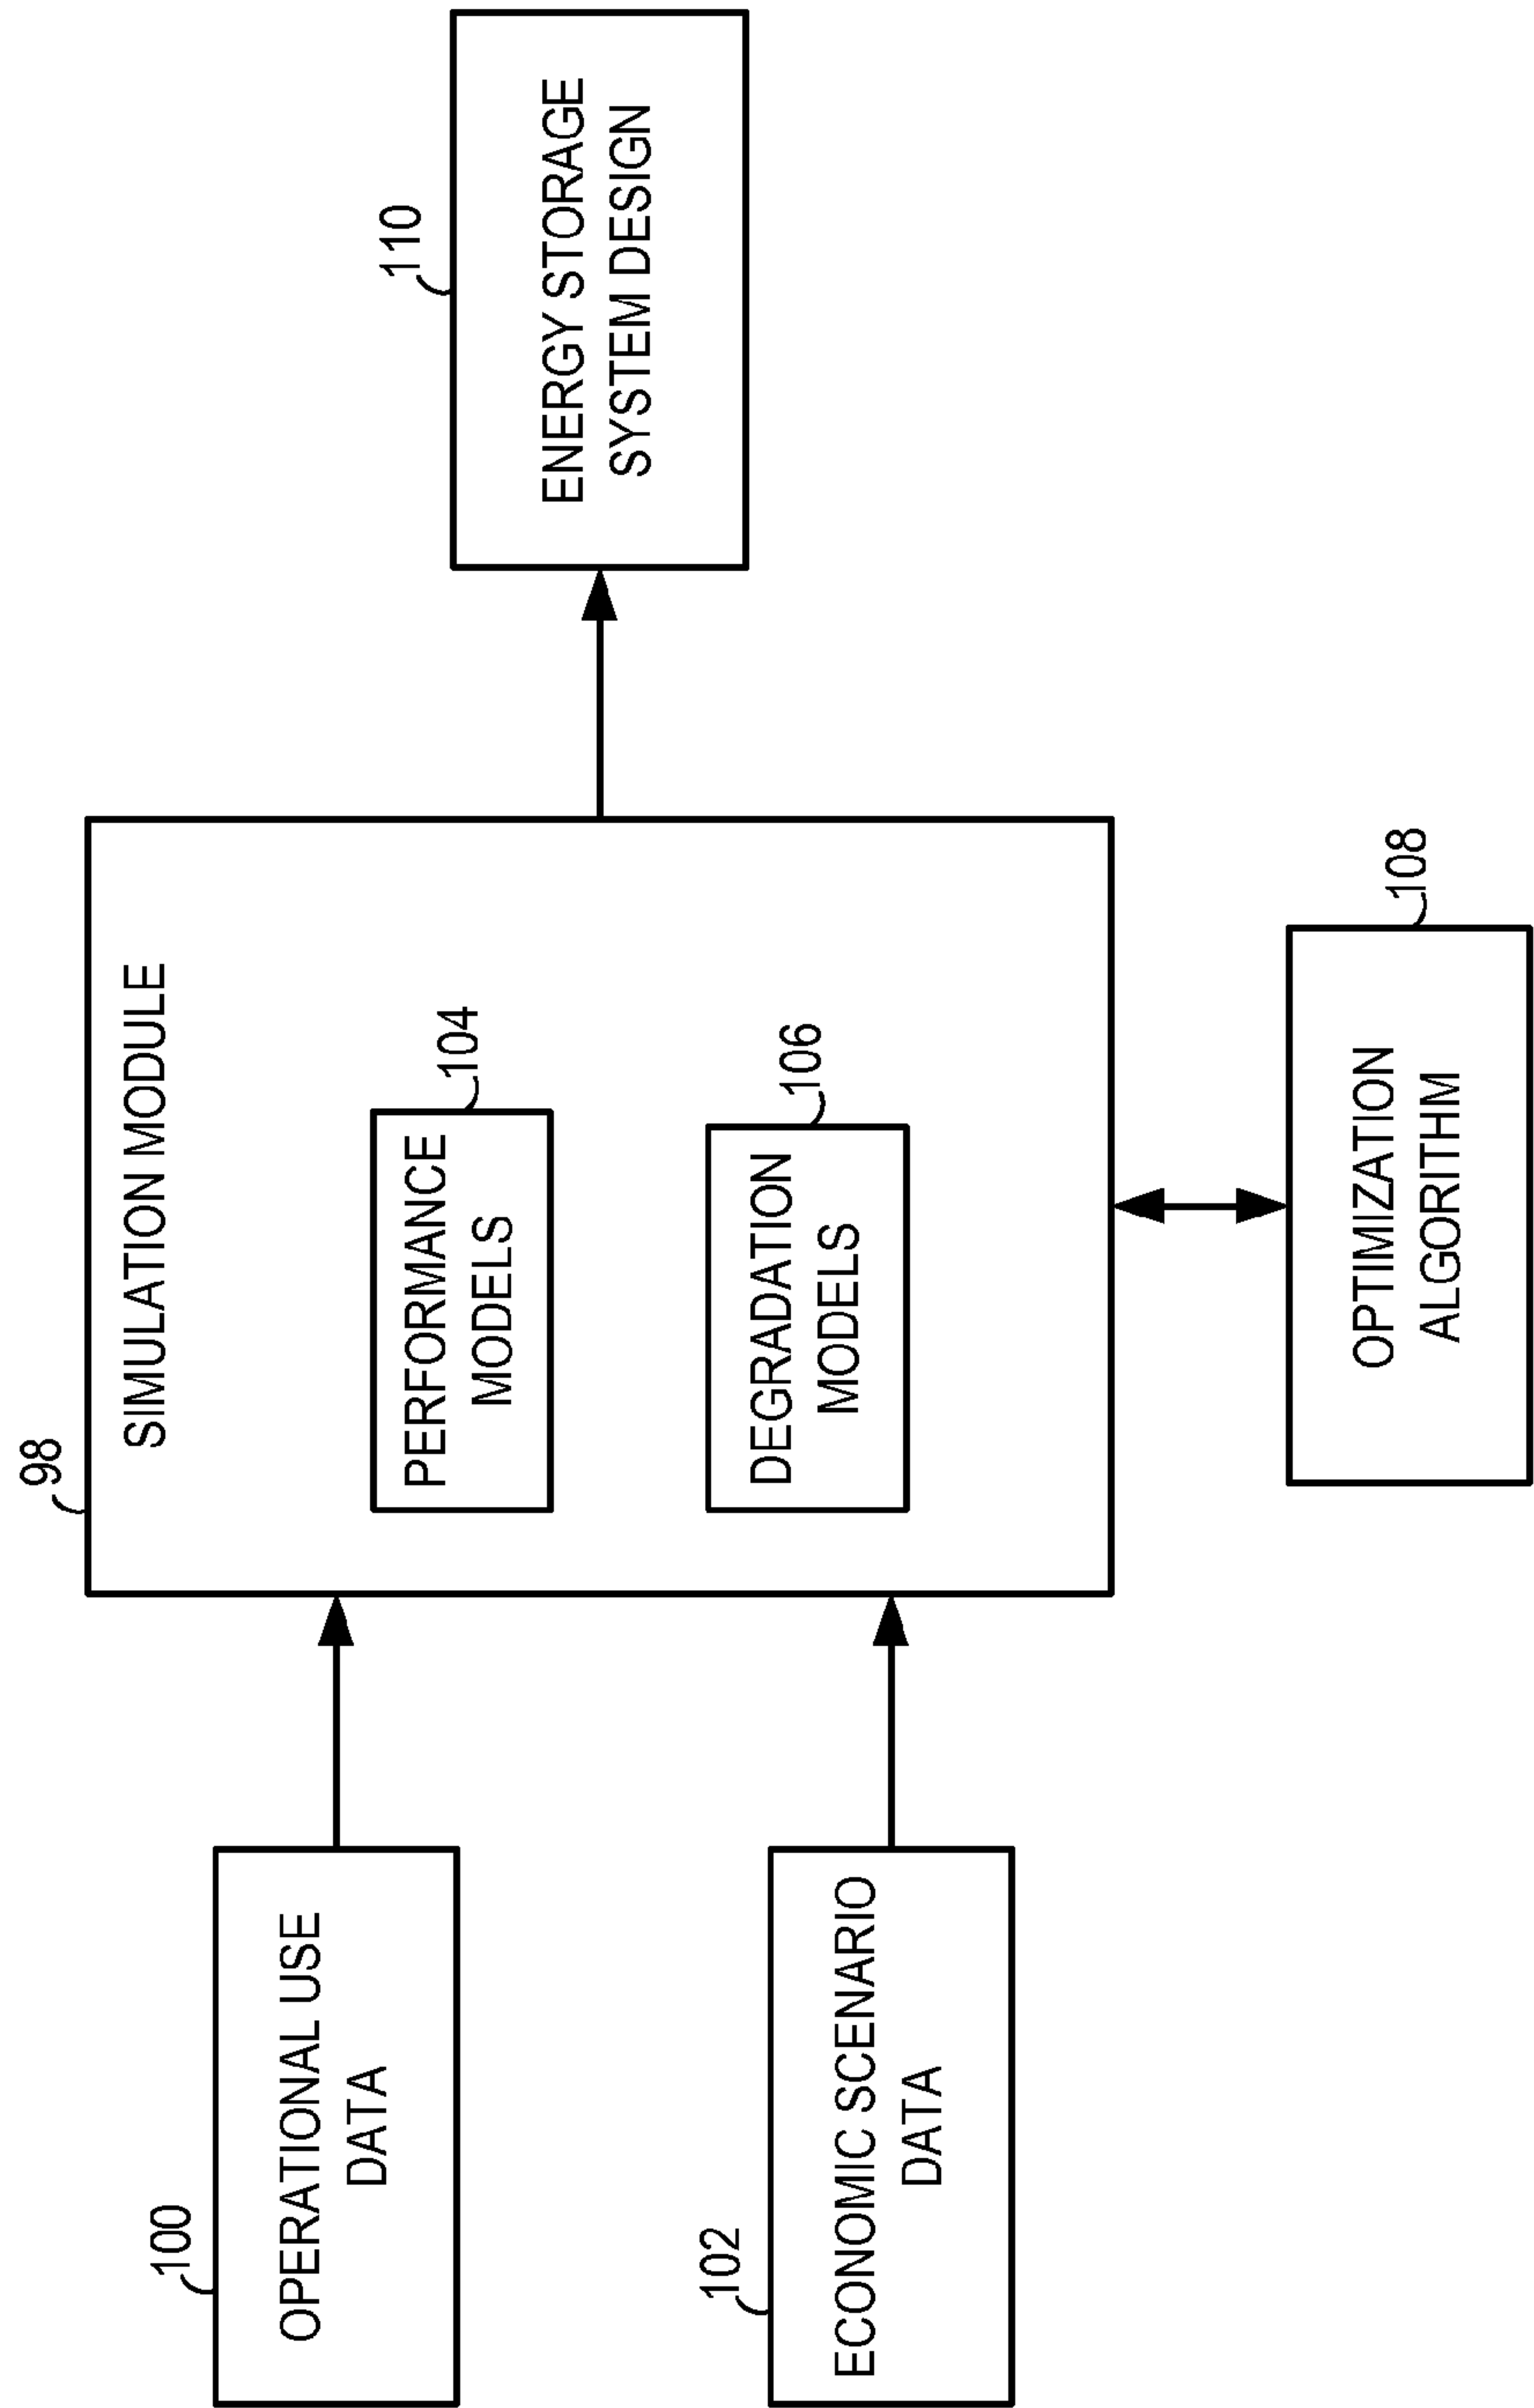 98
SIMULATION MODULE
100
OPERATIONAL USE
DATA
102
ECONOMIC SCENARIO
DATA
PERFORMANCE
MODELS
104
DEGRADATION
MODELS
106
OPTIMIZATION
ALGORITHM
108
110
ENERGY STORAGE
SYSTEM DESIGN